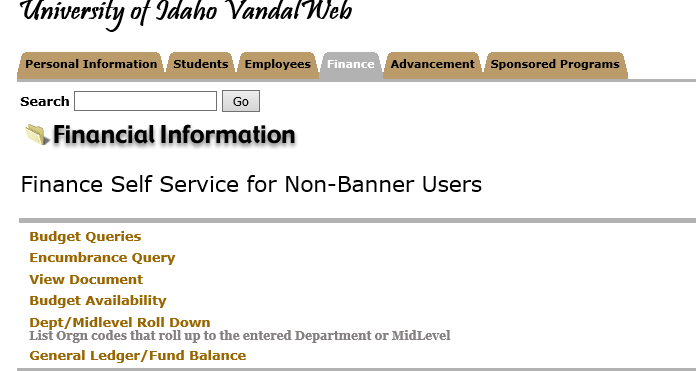 University of Idaho VandalWeb
Personal Information Students Employees Finance Advancement Sponsored Programs
Search Go
Financial Information
Finance Self Service for Non-Banner Users
Budget Queries
Encumbrance Query
View Document
Budget Availability
Dept/Midlevel Roll Down
List Orgn codes that roll up to the entered Department or MidLevel
General Ledger/Fund Balance